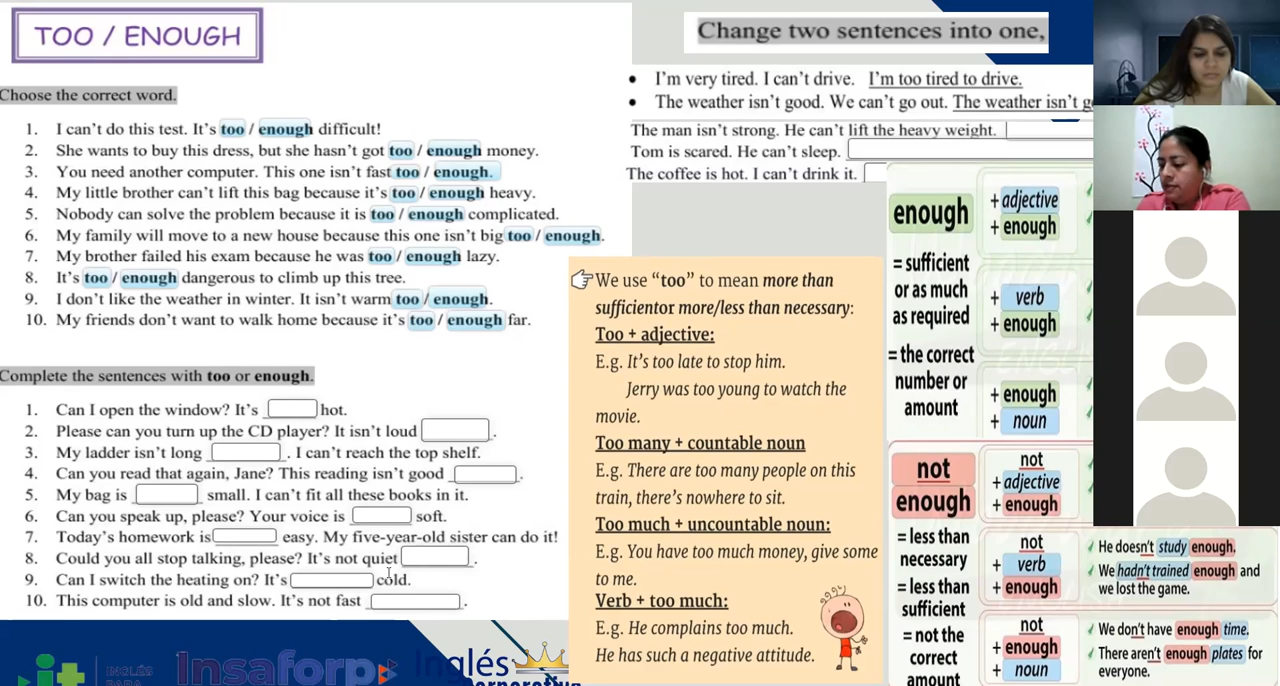 TOO / ENOUGH
Choose the correct word.
1. I can't do this test. It's too / enough difficult!
2. She wants to buy this dress, but she hasn't got too / enough money.
3. You need another computer. This one isn't fast too / enough.
4. My little brother can't lift this bag because it's too / enough heavy.
5. Nobody can solve the problem because it is too / enough complicated.
6. My family will move to a new house because this one isn't big too / enough.
7. My brother failed his exam because he was too / enough lazy.
8. It's too / enough dangerous to climb up this tree.
9. I don't like the weather in winter. It isn't warm too / enough.
10. My friends don't want to walk home because it's too / enough far.
Complete the sentences with too or enough.
1. Can I open the window? It's hot.
2. Please can you turn up the CD player? It isn't loud .
3. My ladder isn't long . I can't reach the top shelf.
4. Can you read that again, Jane? This reading isn't good .
5. My bag is small. I can't fit all these books in it.
6. Can you speak up, please? Your voice is soft.
7. Today's homework is easy. My five-year-old sister can do it!
8. Could you all stop talking, please? It's not quiet .
9. Can I switch the heating on? It's cold.
10. This computer is old and slow. It's not fast .
INGLÉS
Insaforp
Inglés
Change two sentences into one,
• I'm very tired. I can't drive. I'm too tired to drive.
• The weather isn't good. We can't go out. The weather isn't
The man isn't strong. He can't lift the heavy weight.
Tom is scared. He can't sleep.
The coffee is hot. I can't drink it.
We use "too" to mean more than
sufficientor more/less than necessary:
Too + adjective:
E.g. It's too late to stop him.
Jerry was too young to watch the
movie.
Too many + countable noun
E.g. There are too many people on this
train, there's nowhere to sit.
Too much + uncountable noun:
E.g. You have too much money, give some
to me.
Verb + too much:
E.g. He complains too much.
He has such a negative attitude.
enough
= sufficient
or as much
as required
= the correct
number or
amount
+ adjective
+ enough
+ verb
+ enough
+ enough
+ noun
not
enough
= less than
necessary
= less than
sufficient
= not the
correct
amount
not
+ adjective
+ enough
not
+ verb
+ enough
✓ He doesn't study enough.
✓ We hadn't trained enough and
we lost the game.
not
+ enough
+ noun
✓ We don't have enough time.
✓ There aren't enough plates for
everyone.